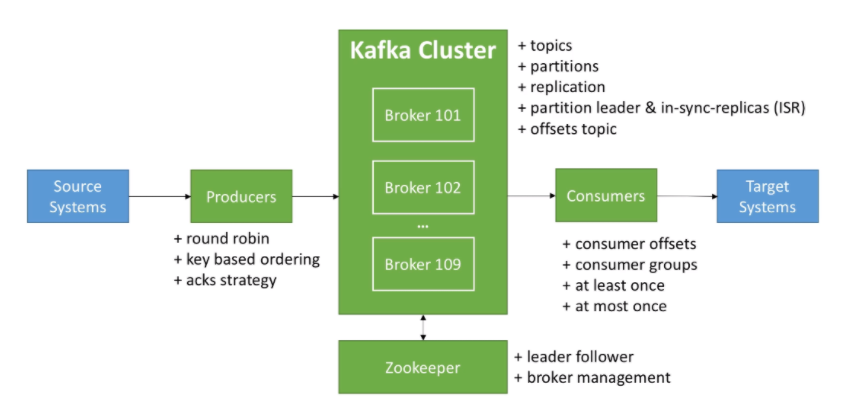 Kafka Cluster
Broker 101
Broker 102
...
Broker 109
+ topics
+ partitions
+ replication
+ partition leader & in-sync-replicas (ISR)
+ offsets topic
Source
Systems
Producers
+ round robin
+ key based ordering
+ acks strategy
Consumers
+ consumer offsets
+ consumer groups
+ at least once
+ at most once
Target
Systems
Zookeeper
+ leader follower
+ broker management